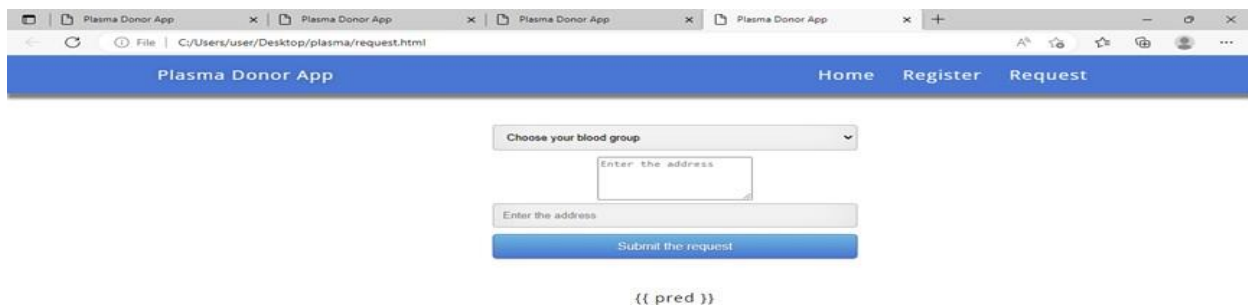 Plasma Donor App Plasma Donor App Plasma Donor App Plasma Donor App
File C:/Users/user/Desktop/plasma/request.html
Plasma Donor App Home Register Request
Choose your blood group
Enter the address
Enter the address
Submit the request
{{ pred }}